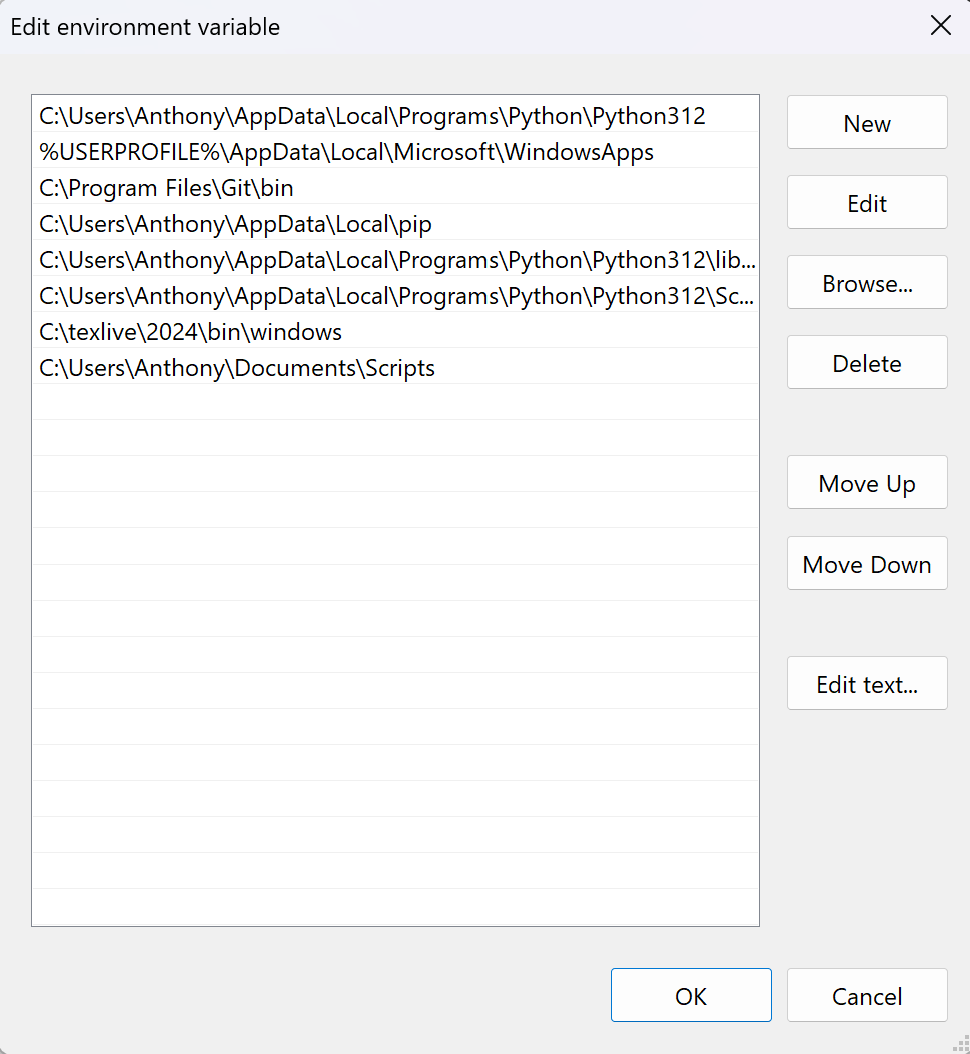 Edit environment variable
C:\Users\Anthony\AppData\Local\Programs\Python\Python312
%USERPROFILE%\AppData\Local\Microsoft\WindowsApps
C:\Program Files\Git\bin
C:\Users\Anthony\AppData\Local\pip
C:\Users\Anthony\AppData\Local\Programs\Python\Python312\lib...
C:\Users\Anthony\AppData\Local\Programs\Python\Python312\Sc...
C:\texlive\2024\bin\windows
C:\Users\Anthony\Documents\Scripts
New
Edit
Browse...
Delete
Move Up
Move Down
Edit text...
OK
Cancel